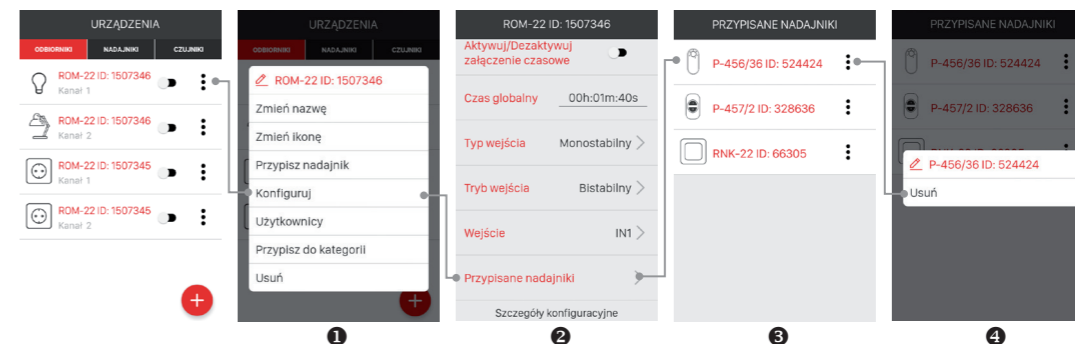 URZĄDZENIA
ODBIORNIKI NADAJNIKI CZUJNIKI
ROM-22 ID: 1507346
Kanał 1
ROM-22 ID: 1507346
Kanał 2
ROM-22 ID: 1507345
Kanał 1
ROM-22 ID: 1507345
Kanał 2
+
URZĄDZENIA
ODBIORNIKI NADAJNIKI CZUJNIKI
ROM-22 ID: 1507346
Zmień nazwę
Zmień ikonę
Przypisz nadajnik
Konfiguruj
Użytkownicy
Przypisz do kategorii
Usuń
+
❶
ROM-22 ID: 1507346
Aktywuj/Dezaktywuj
załączenie czasowe
Czas globalny 00h:01m:40s
Typ wejścia Monostabilny >
Tryb wejścia Bistabilny >
Wejście IN1 >
Przypisane nadajniki >
Szczegóły konfiguracyjne
❷
PRZYPISANE NADAJNIKI
P-456/36 ID: 524424
P-457/2 ID: 328636
RNK-22 ID: 66305
❸
PRZYPISANE NADAJNIKI
P-456/36 ID: 524424
P-457/2 ID: 328636
P-456/36 ID: 524424
Usuń
❹